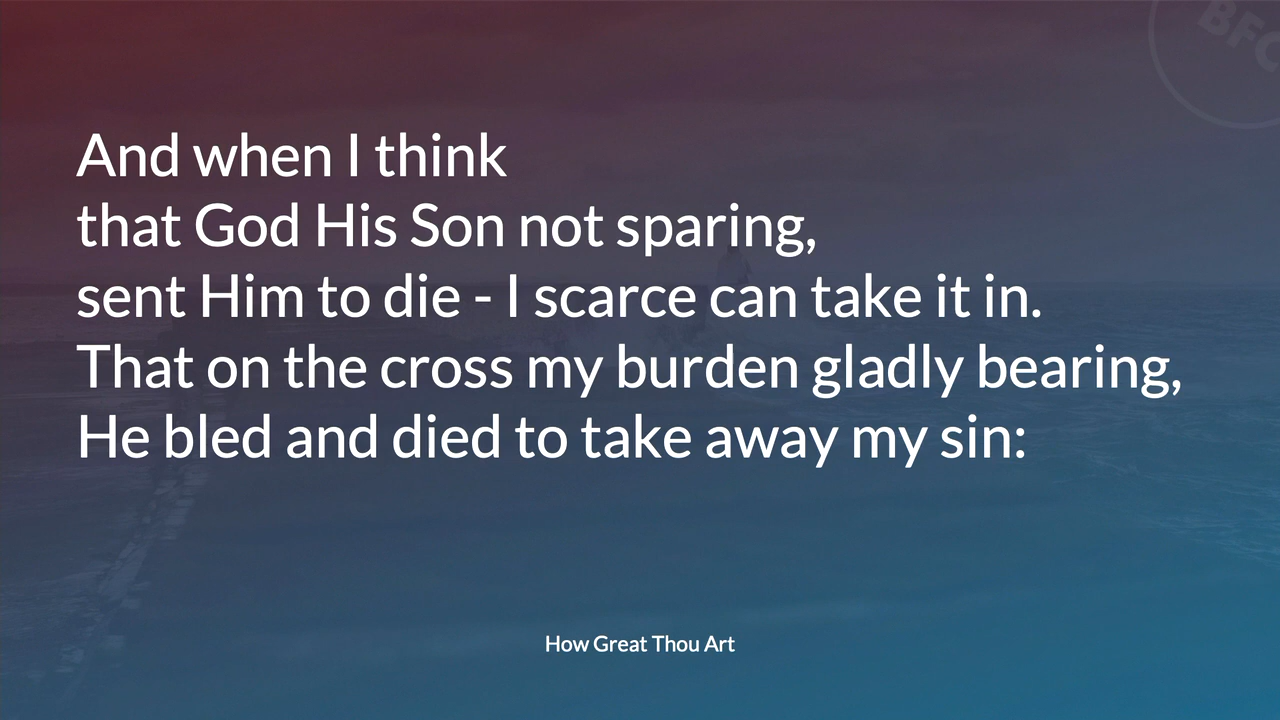 BFC
And when I think
that God His Son not sparing,
sent Him to die - I scarce can take it in.
That on the cross my burden gladly bearing,
He bled and died to take away my sin:
How Great Thou Art